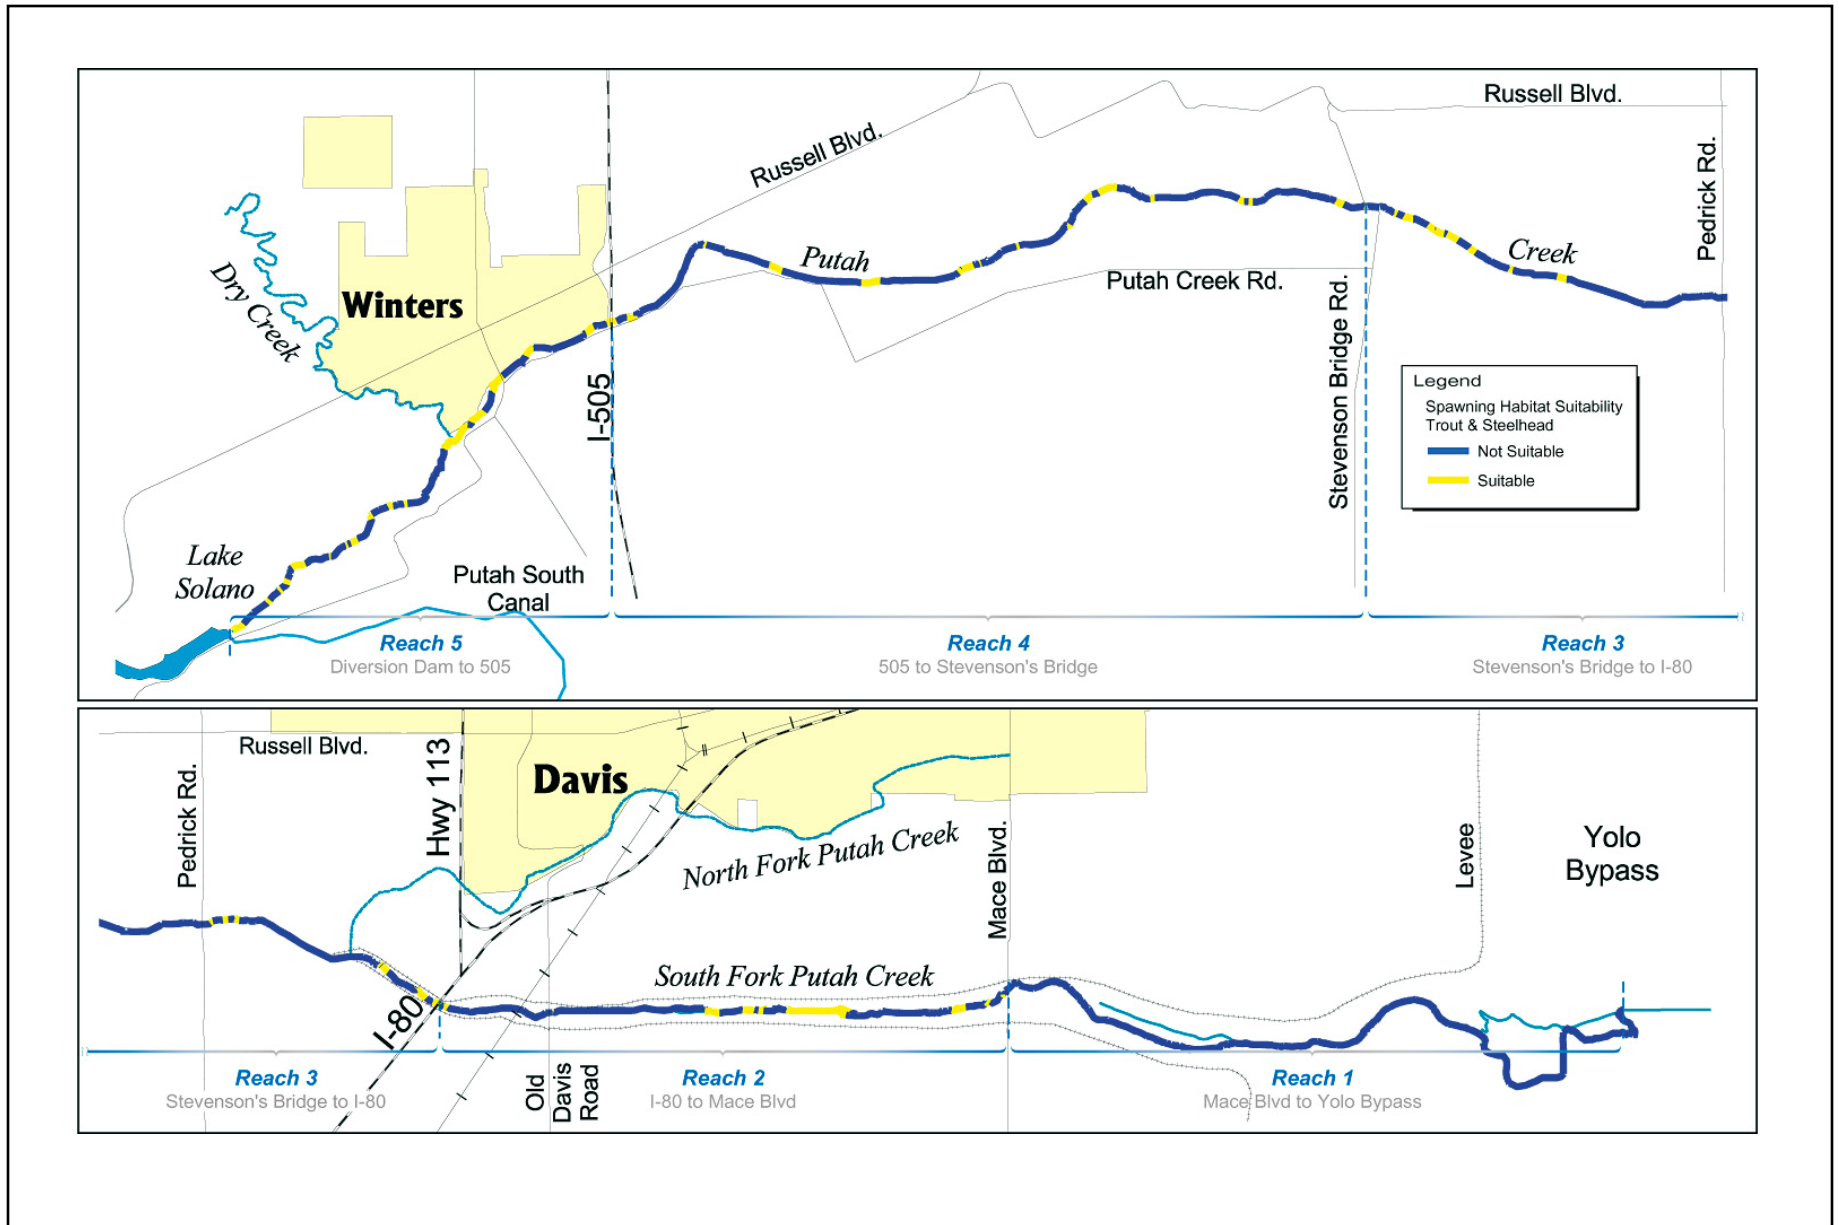 Russell Blvd.
Russell Blvd.
Pedrick Rd.
Dry Creek
Winters
Putah
Creek
Putah Creek Rd.
Stevenson Bridge Rd.
I-505
Legend
Spawning Habitat Suitability
Trout & Steelhead
Not Suitable
Suitable
Lake
Solano
Putah South
Canal
Reach 5
Diversion Dam to 505
Reach 4
505 to Stevenson's Bridge
Reach 3
Stevenson's Bridge to I-80
Russell Blvd.
Pedrick Rd.
Hwy 113
Davis
North Fork Putah Creek
Mace Blvd.
Levee
Yolo
Bypass
South Fork Putah Creek
I-80
Reach 3
Stevenson's Bridge to I-80
Old
Davis
Road
Reach 2
I-80 to Mace Blvd
Reach 1
Mace Blvd to Yolo Bypass